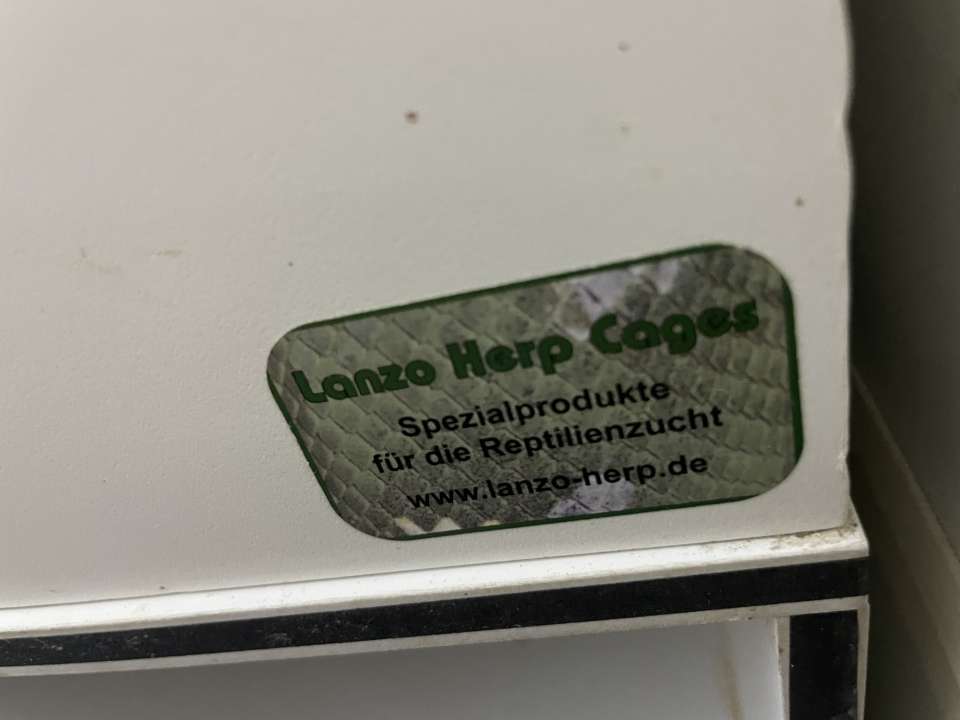 Lanzo Herp Cages
Spezialprodukte
für die Reptilienzucht
www.lanzo-herp.de